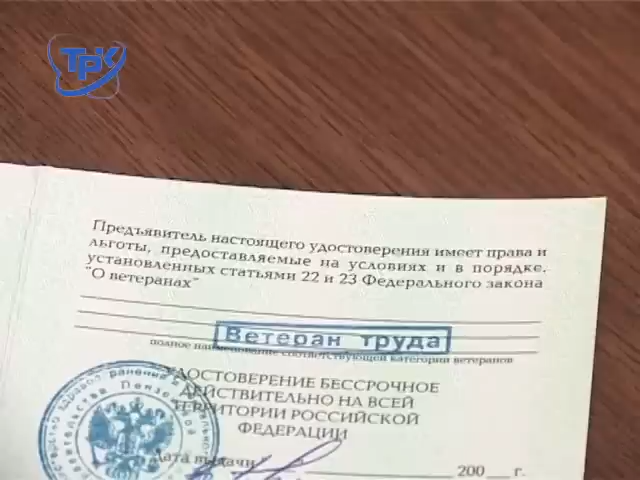 ТРК
Предъявитель настоящего удостоверения имеет права и
льготы, предоставляемые на условиях и в порядке,
установленных статьями 22 и 23 Федерального закона
"О ветеранах"
Ветеран труда
полное наименование соответствующей категории ветеранов
УДОСТОВЕРЕНИЕ БЕССРОЧНОЕ
ДЕЙСТВИТЕЛЬНО НА ВСЕЙ
ТЕРРИТОРИИ РОССИЙСКОЙ
ФЕДЕРАЦИИ
Дата выдачи " 200 г.